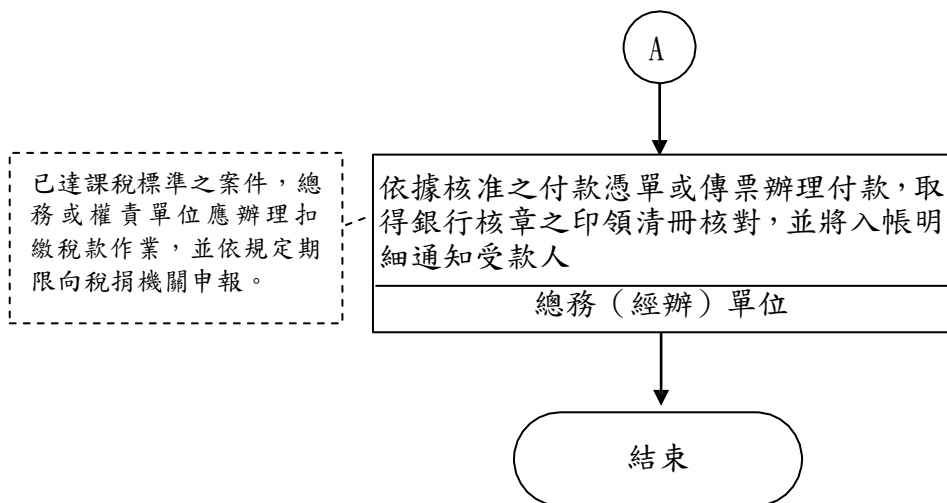 A
已達課稅標準之案件，總
務或權責單位應辦理扣
繳稅款作業，並依規定期
限向稅捐機關申報。
依據核准之付款憑單或傳票辦理付款，取
得銀行核章之印領清冊核對，並將入帳明
細通知受款人
總務（經辦）單位
結束